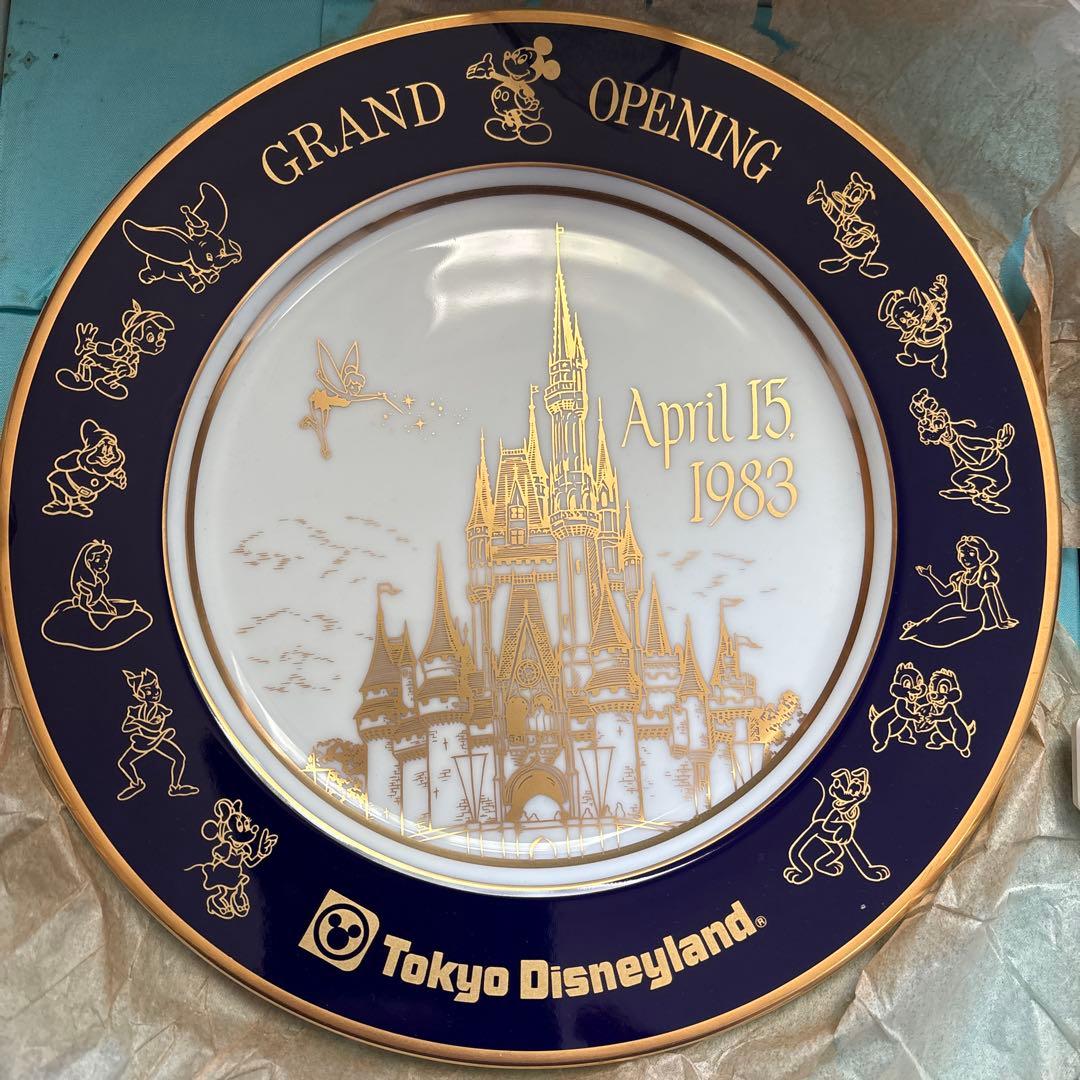 GRAND OPENING
April 15,
1983
Tokyo Disneyland®